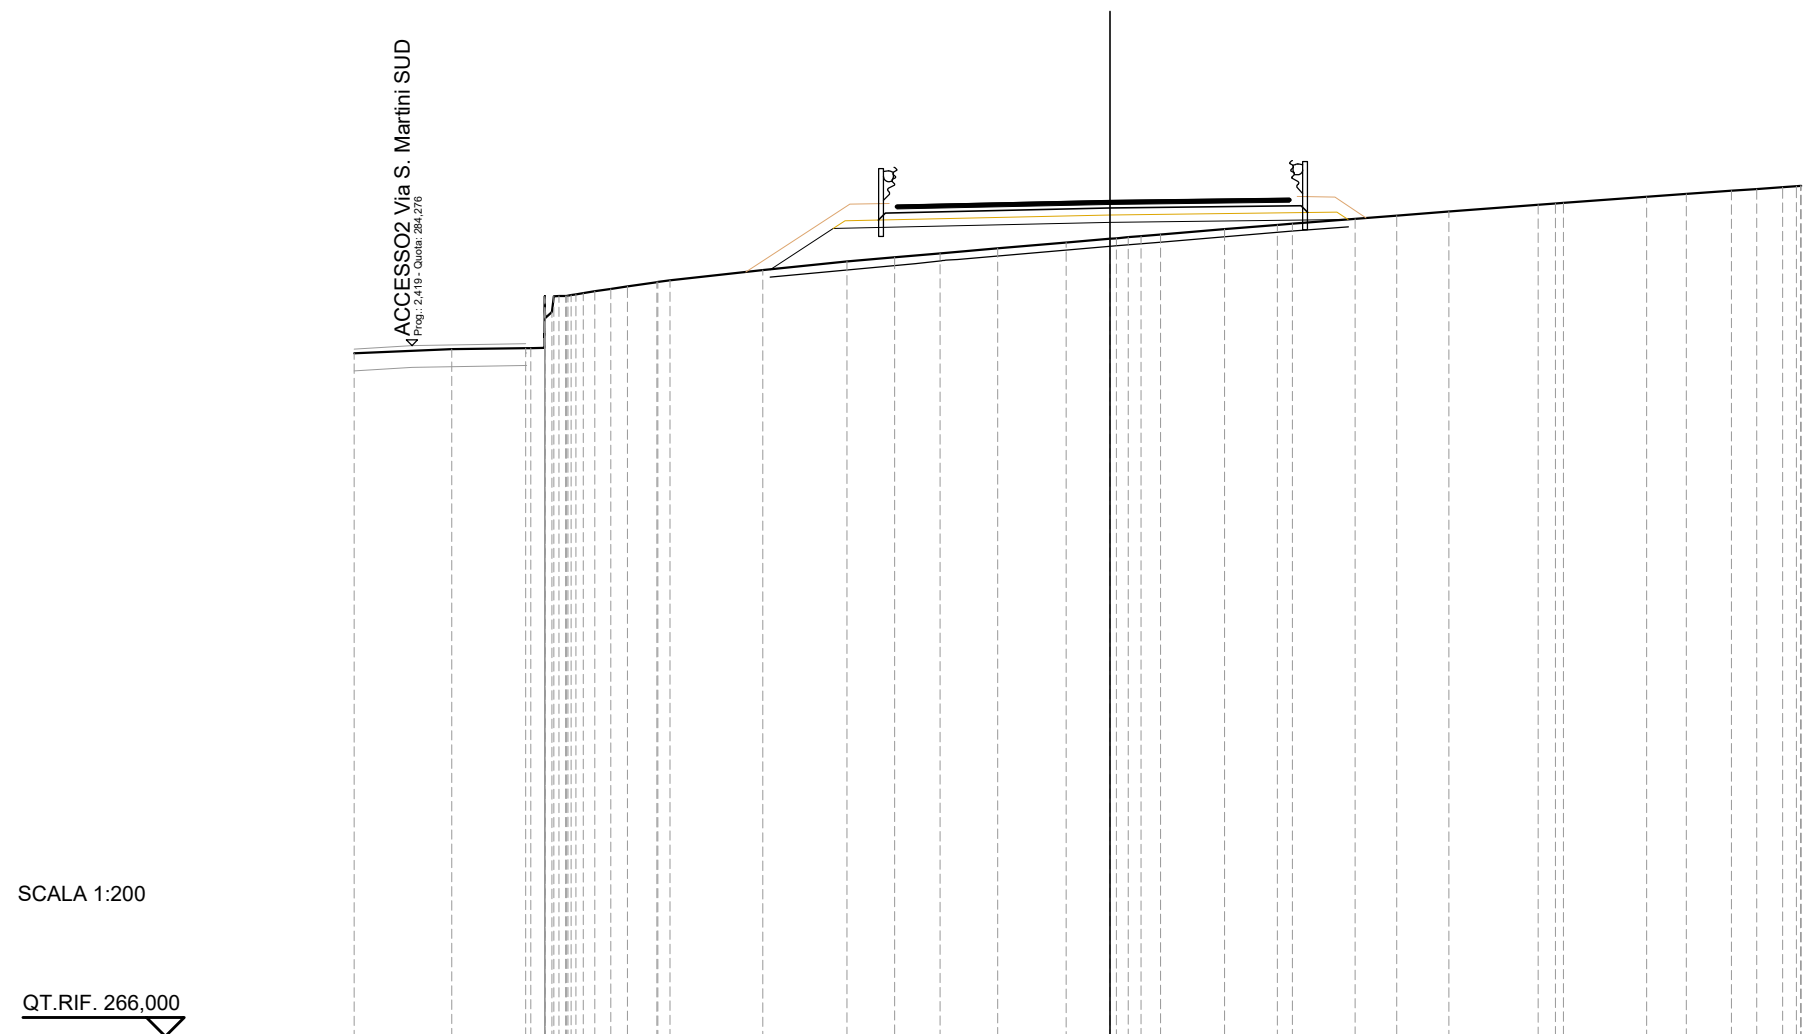 ACCESSO2 Via S. Martini SUD
Prog.: 2,419 - Quota: 284,276
SCALA 1:200
QT.RIF. 266,000